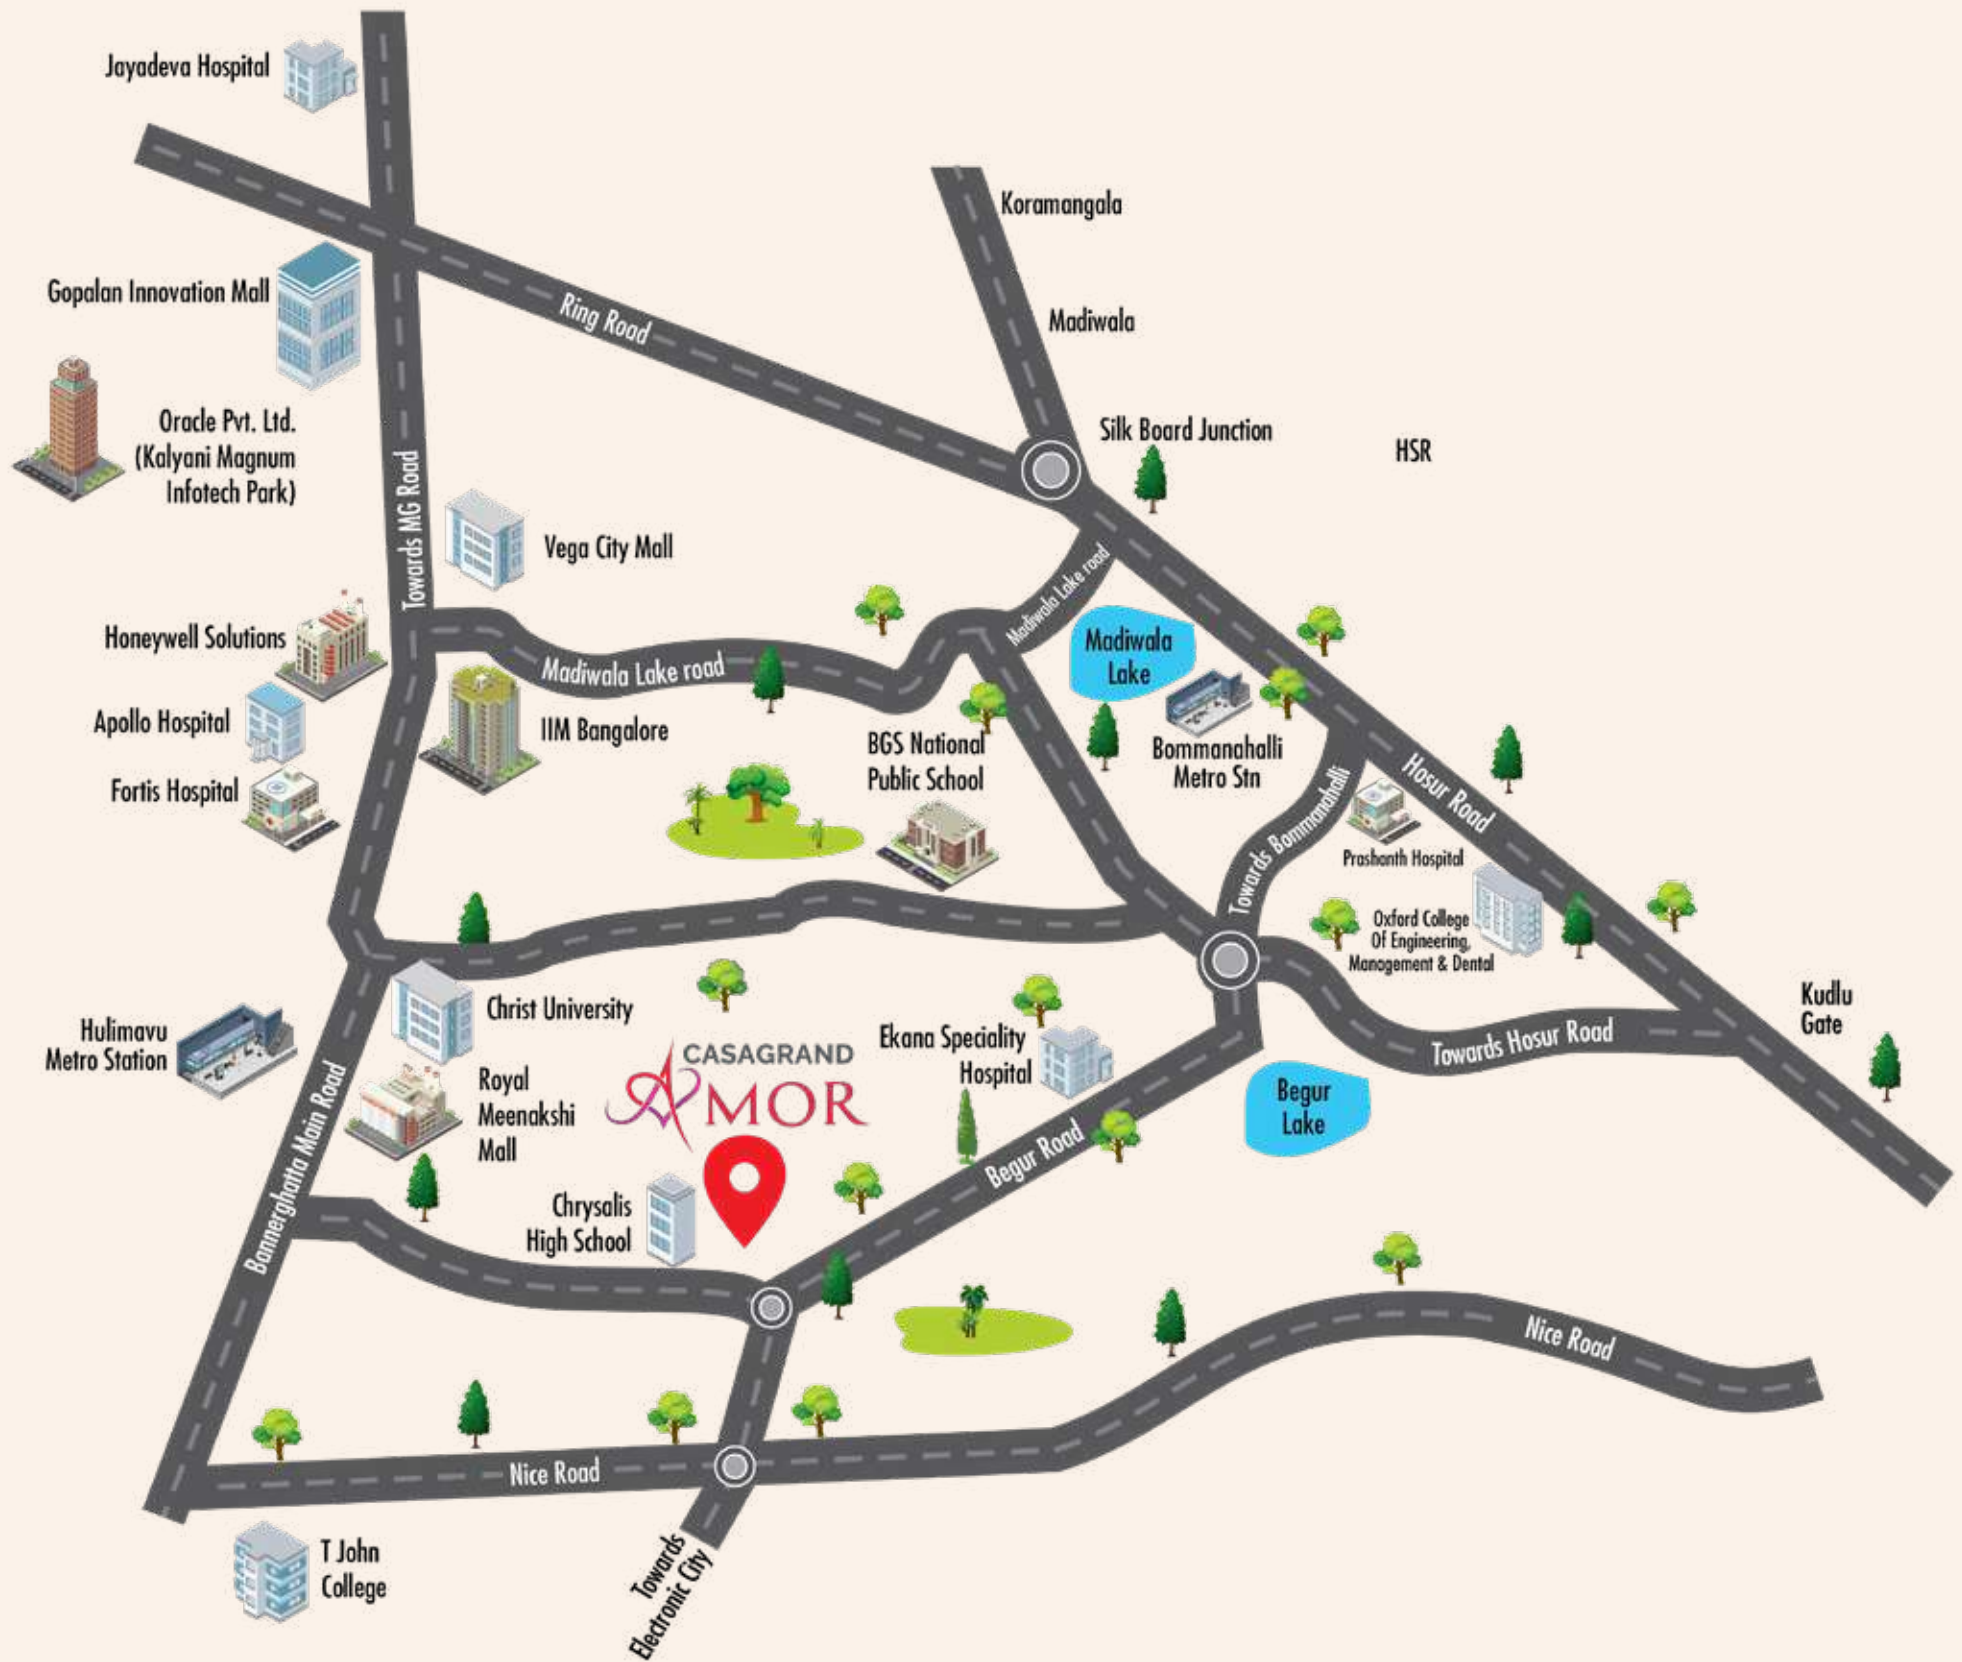 Jayadeva Hospital
Koramangala
Gopalan Innovation Mall
Ring Road
Madiwala
Oracle Pvt. Ltd.
(Kalyani Magnum
Infotech Park)
Silk Board Junction
HSR
Towards MG Road
Vega City Mall
Madiwala Lake road
Honeywell Solutions
Madiwala Lake road
Madiwala
Lake
Apollo Hospital
IIM Bangalore
BGS National
Public School
Bommanahalli
Metro Stn
Fortis Hospital
Towards Bommanahalli
Hosur Road
Prashanth Hospital
Oxford College
Of Engineering,
Management & Dental
Christ University
Kudlu
Gate
Hulimavu
Metro Station
Ekana Speciality
Hospital
Towards Hosur Road
CASAGRAND
AMOR
Royal
Meenakshi
Mall
Begur
Lake
Bannerghatta Main Road
Begur Road
Chrysalis
High School
Nice Road
Nice Road
T John
College
Towards
Electronic City